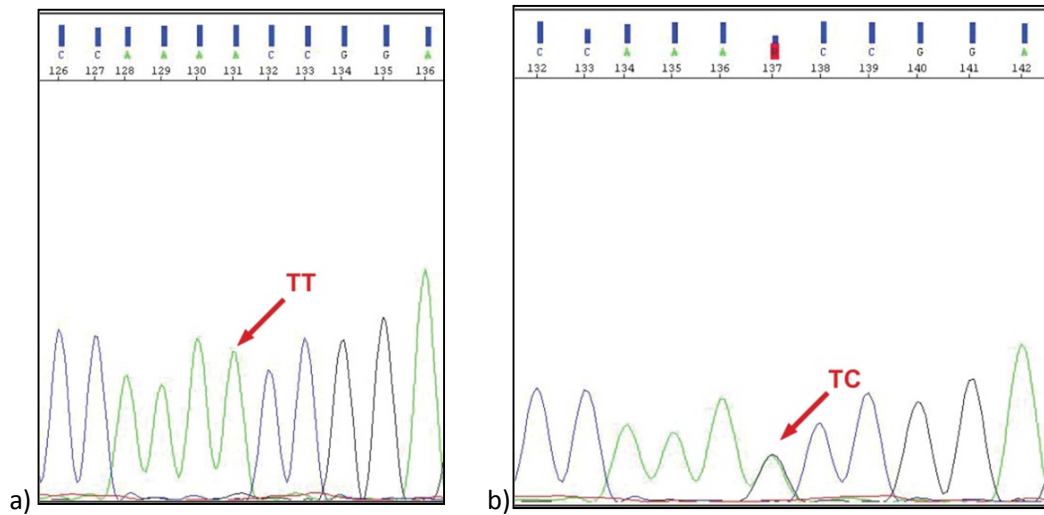 C C A A A A C C G G A
126 127 128 129 130 131 132 133 134 135 136
TT
a)
C C A A A C C G G A
132 133 134 135 136 137 138 139 140 141 142
TC
b)